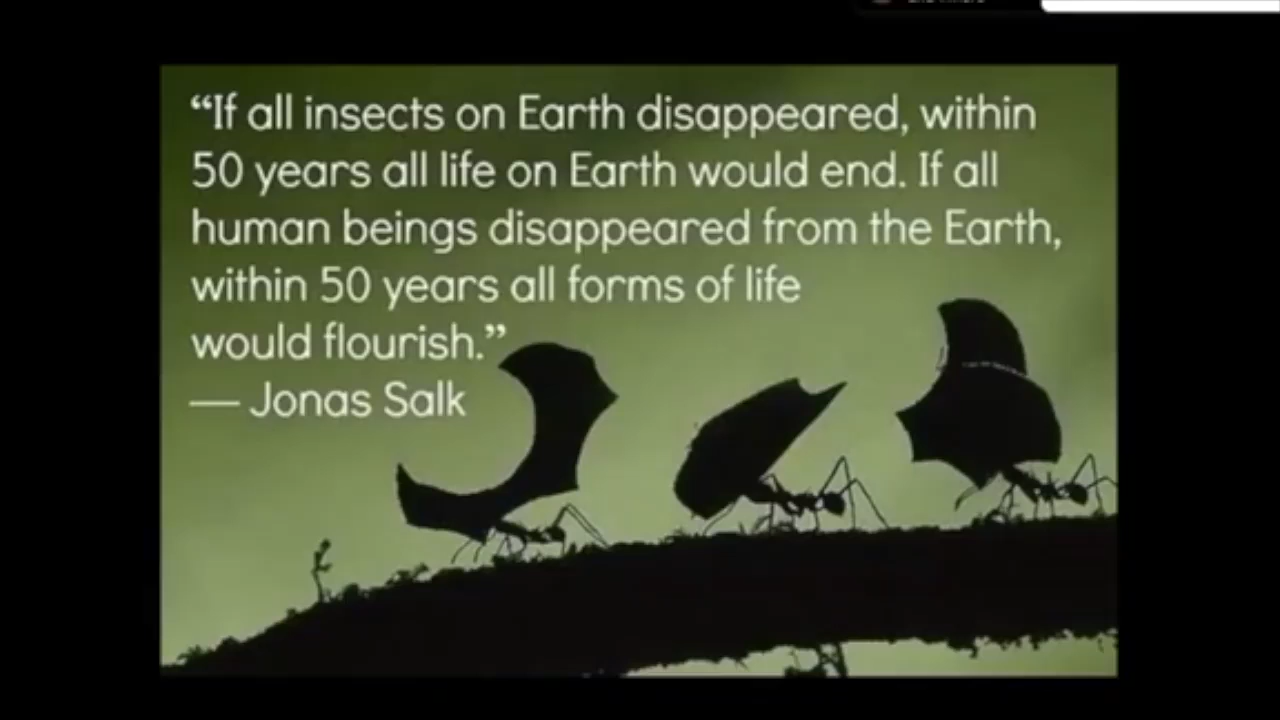 “If all insects on Earth disappeared, within
50 years all life on Earth would end. If all
human beings disappeared from the Earth,
within 50 years all forms of life
would flourish.”
— Jonas Salk